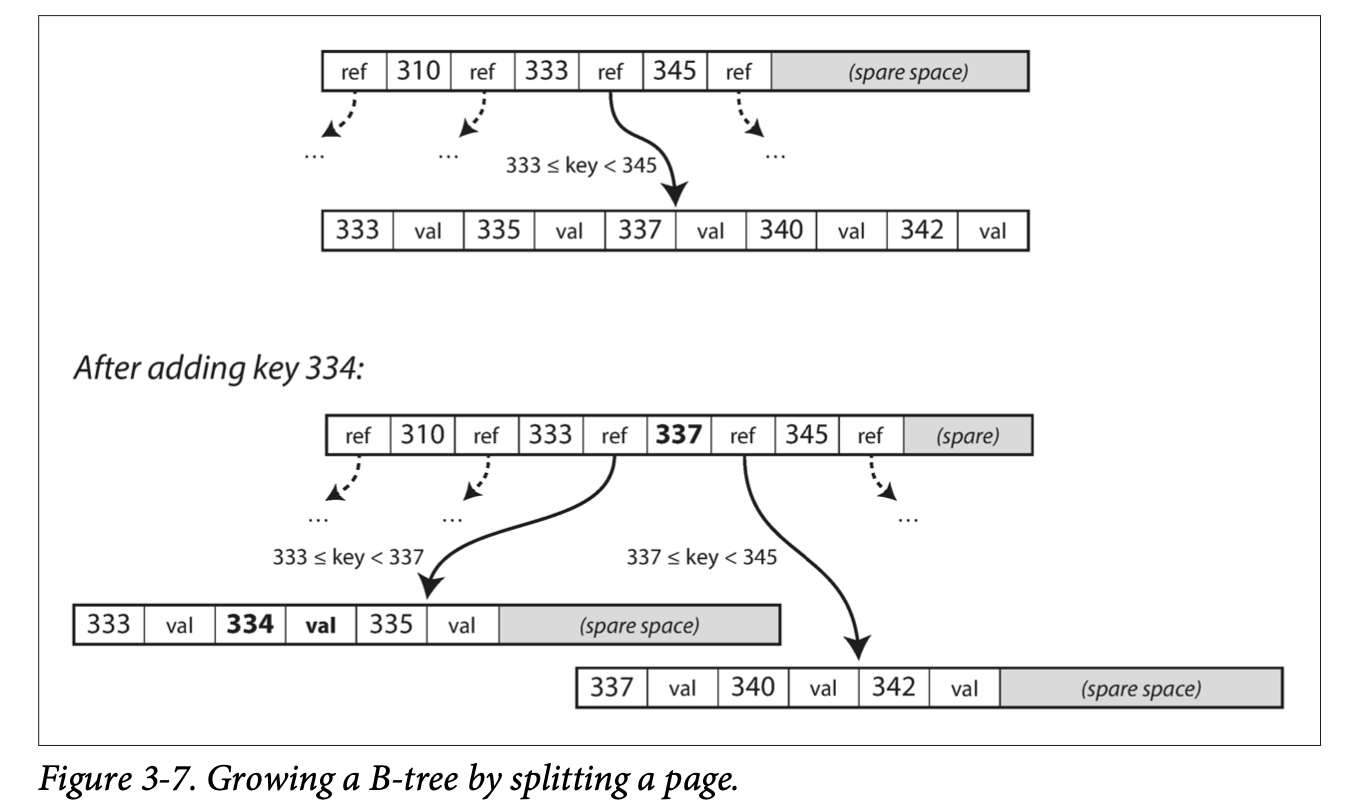 ref 310 ref 333 ref 345 ref (spare space)
... ... ...
333 ≤ key < 345
333 val 335 val 337 val 340 val 342 val
After adding key 334:
ref 310 ref 333 ref 337 ref 345 ref (spare)
... ... ...
333 ≤ key < 337 337 ≤ key < 345
333 val 334 val 335 val (spare space)
337 val 340 val 342 val (spare space)
Figure 3-7. Growing a B-tree by splitting a page.